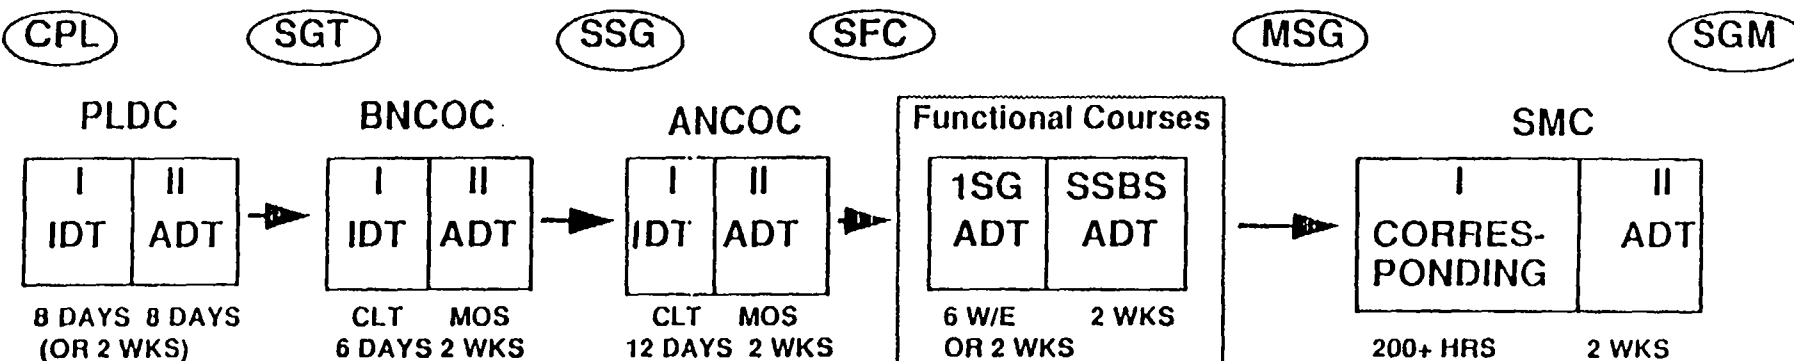 CPL SGT SSG SFC MSG SGM
PLDC BNCOC ANCOC Functional Courses SMC
I II I II I II 1SG SSBS I II
IDT ADT IDT ADT IDT ADT ADT ADT CORRES- ADT
PONDING
8 DAYS 8 DAYS CLT MOS CLT MOS 6 W/E 2 WKS
(OR 2 WKS) 6 DAYS 2 WKS 12 DAYS 2 WKS OR 2 WKS 200+ HRS 2 WKS